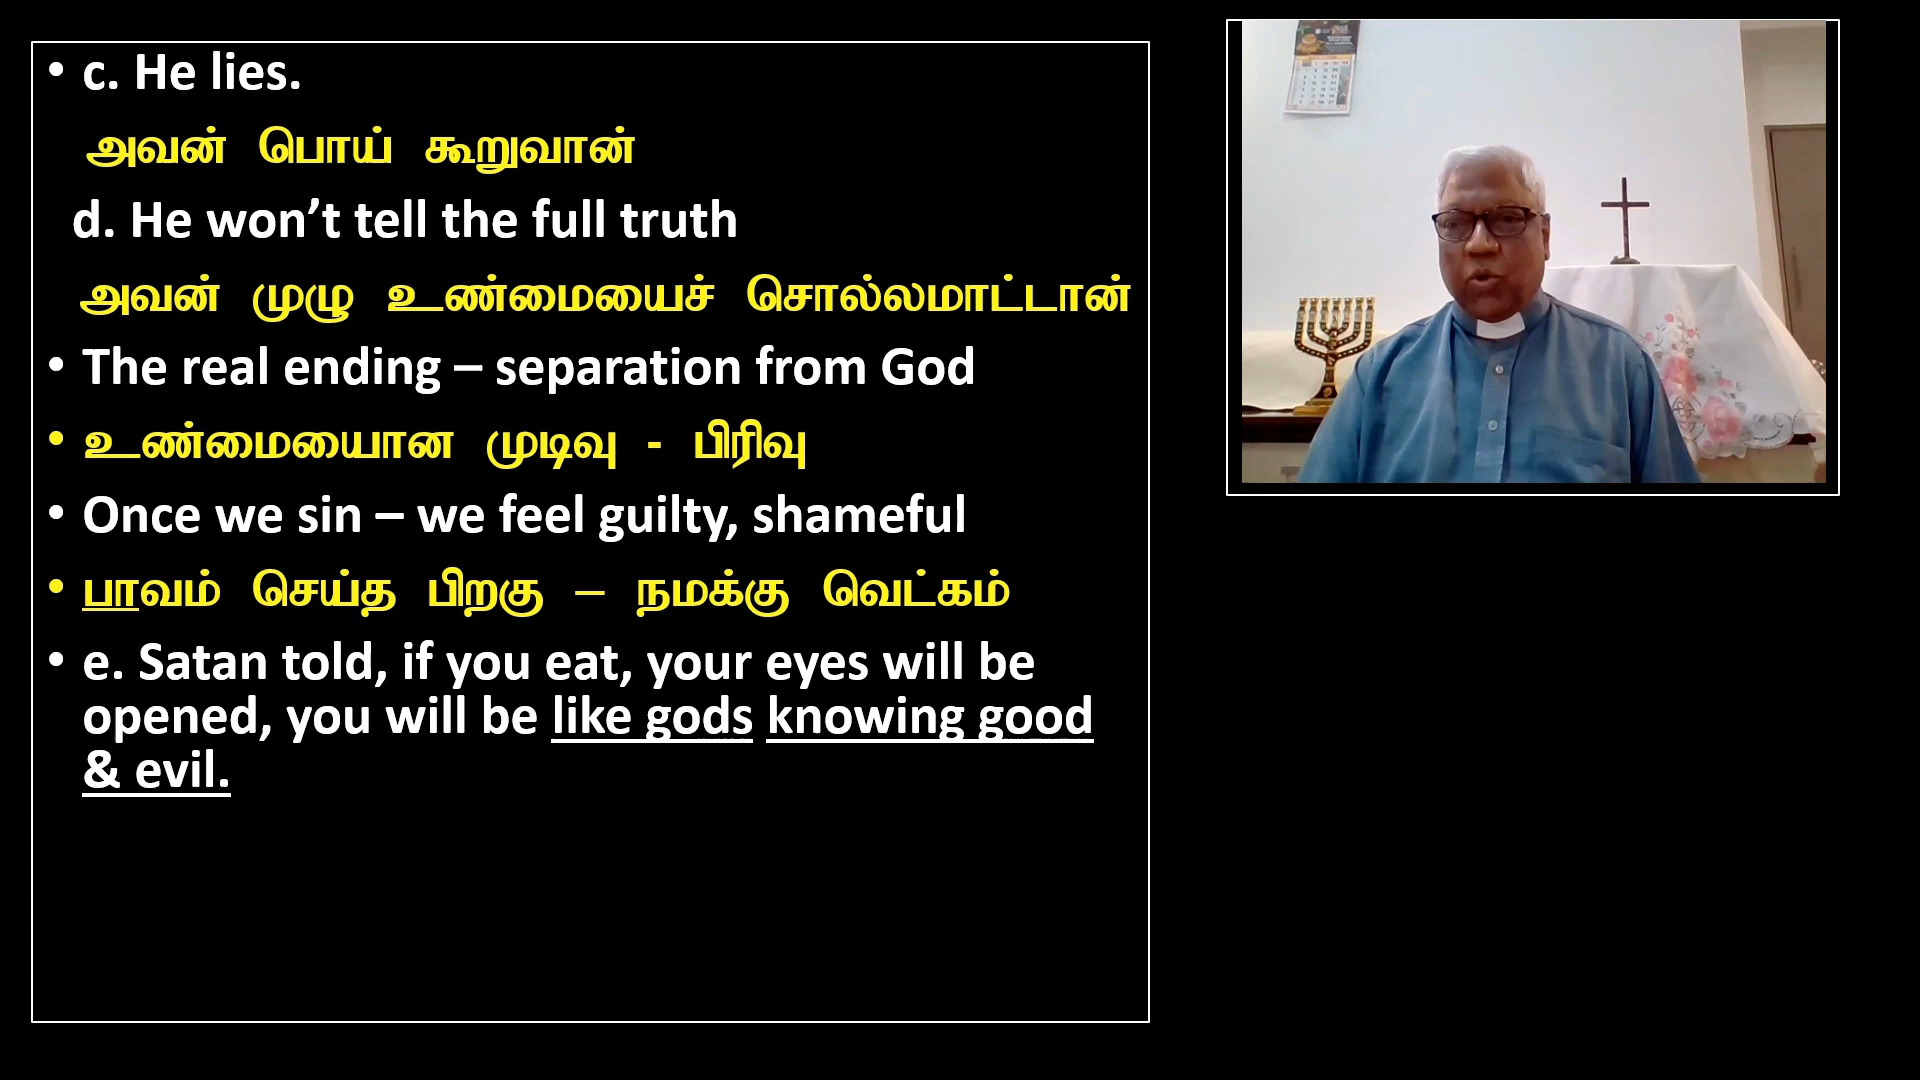 • c. He lies.
அவன் பொய் கூறுவான்
d. He won’t tell the full truth
அவன் முழு உண்மையைச் சொல்லமாட்டான்
• The real ending – separation from God
• உண்மையான முடிவு - பிரிவு
• Once we sin – we feel guilty, shameful
• பாவம் செய்த பிறகு – நமக்கு வெட்கம்
• e. Satan told, if you eat, your eyes will be
opened, you will be like gods knowing good
& evil.